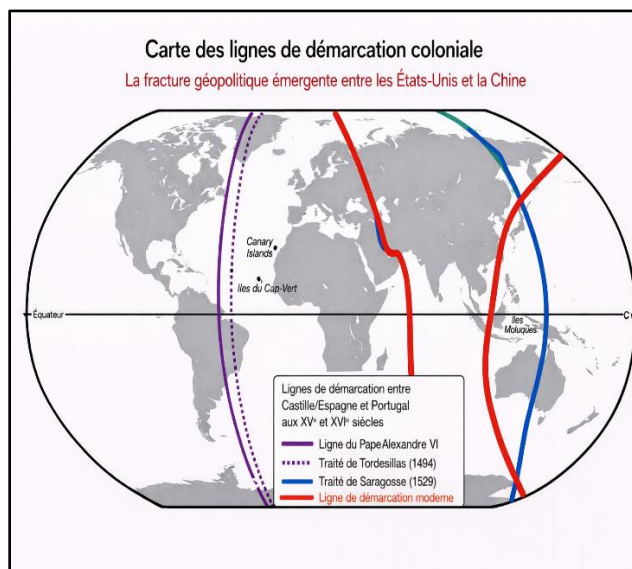 Carte des lignes de démarcation coloniale
La fracture géopolitique émergente entre les États-Unis et la Chine
Canary
Islands
Iles du Cap-Vert
Équateur
Iles
Moluques
Lignes de démarcation entre
Castille/Espagne et Portugal
aux XVᵉ et XVIᵉ siécles
Ligne du Pape Alexandre VI
Traité de Tordesillas (1494)
Traité de Saragosse (1529)
Ligne de démarcation moderne